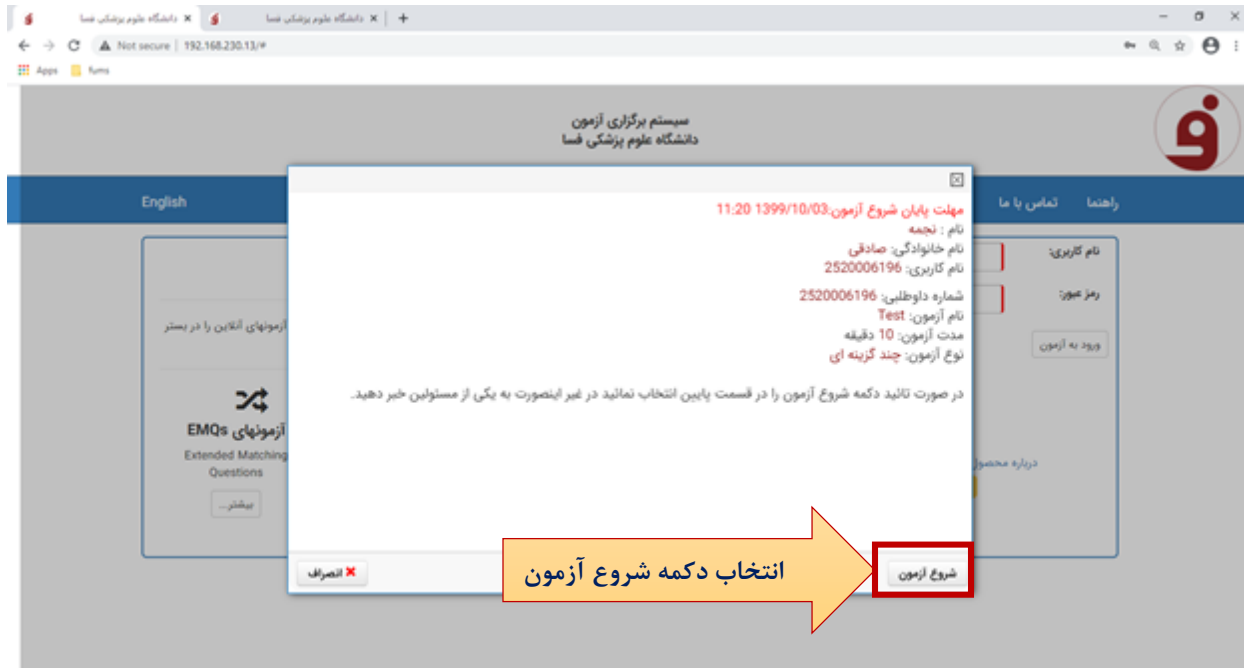 دانشگاه علوم پزشکی فسا
دانشگاه علوم پزشکی فسا
Not secure | 192.168.230.13/#
Apps
fums
سیستم برگزاری آزمون
دانشگاه علوم پزشکی فسا
راهنما
تماس با ما
English
مهلت پایان شروع آزمون:1399/10/03 11:20
نام : نجمه
نام خانوادگی: صادقی
نام کاربری: 2520006196
شماره داوطلبی: 2520006196
نام آزمون: Test
مدت آزمون: 10 دقیقه
نوع آزمون: چند گزینه ای
در صورت تائید دکمه شروع آزمون را در قسمت پایین انتخاب نمائید در غیر اینصورت به یکی از مسئولین خبر دهید.
شروع آزمون
انصراف
انتخاب دکمه شروع آزمون
نام کاربری:
رمز عبور:
ورود به آزمون
درباره محصول
آزمونهای آنلاین را در بستر
آزمونهای EMQs
Extended Matching
Questions
بیشتر...